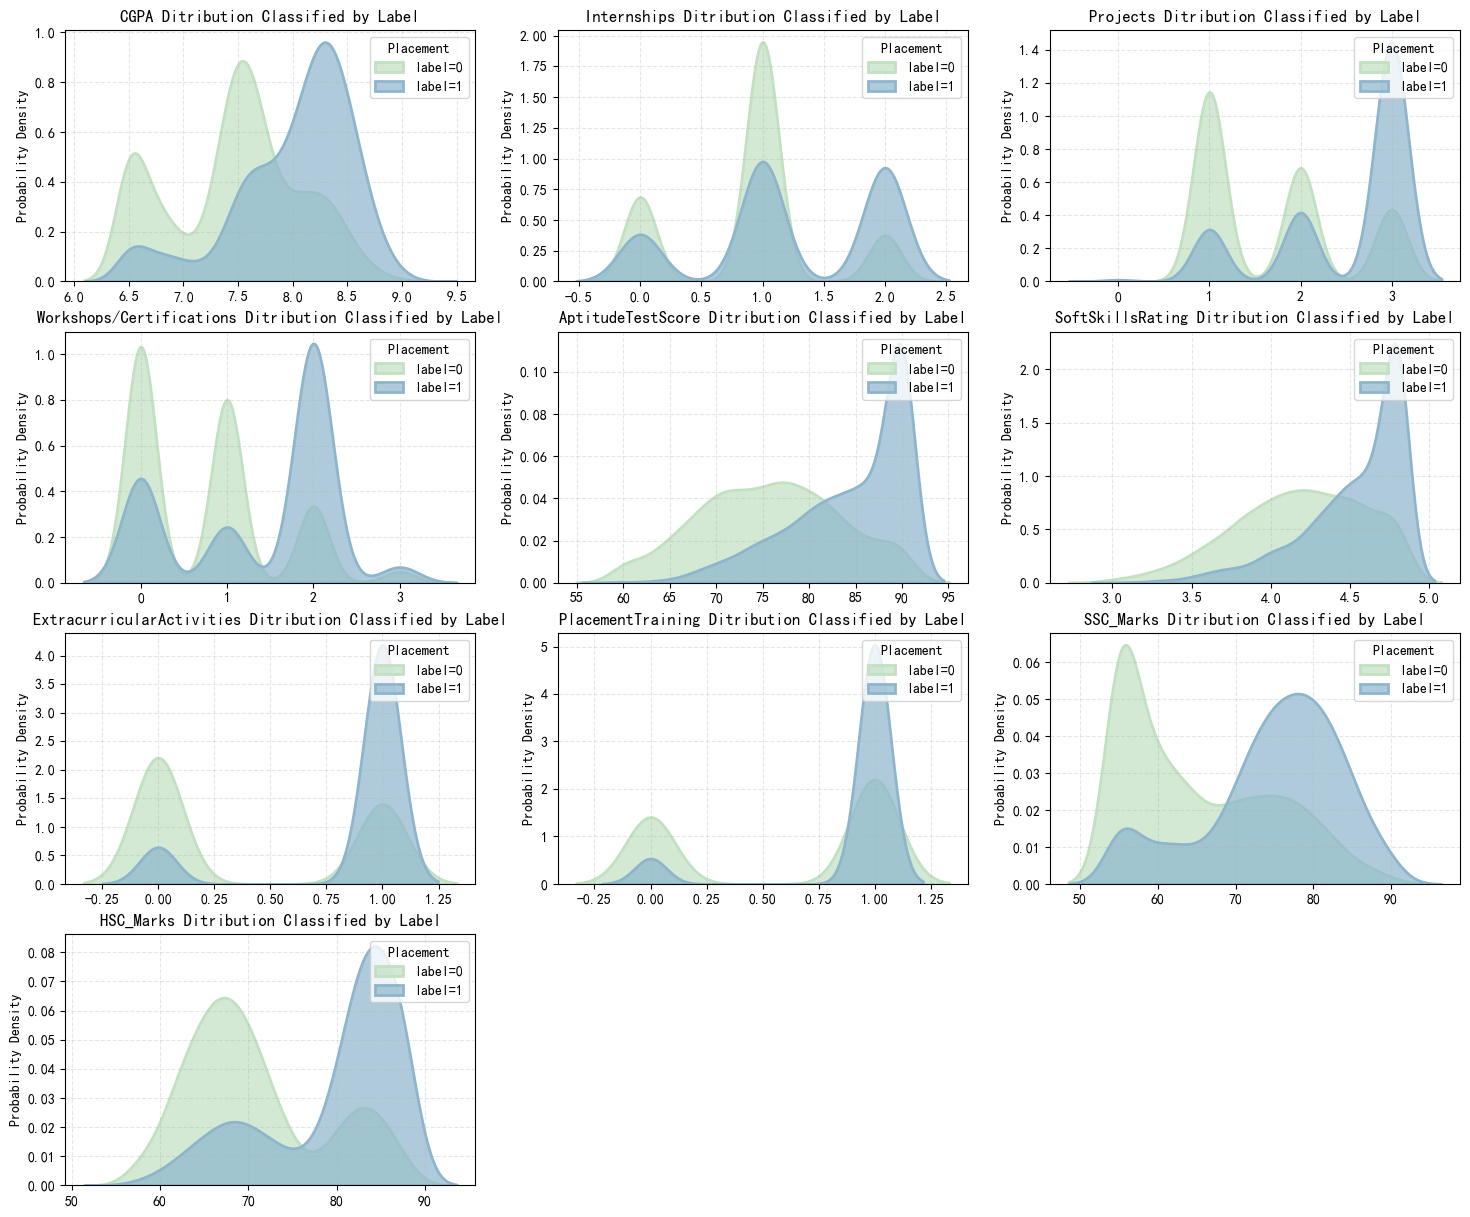 CGPA Ditribution Classified by Label
Probability Density
1.0
0.8
0.6
0.4
0.2
0.0
6.0 6.5 7.0 7.5 8.0 8.5 9.0 9.5
Placement
label=0
label=1
Internships Ditribution Classified by Label
Probability Density
2.00
1.75
1.50
1.25
1.00
0.75
0.50
0.25
0.00
-0.5 0.0 0.5 1.0 1.5 2.0 2.5
Placement
label=0
label=1
Projects Ditribution Classified by Label
Probability Density
1.4
1.2
1.0
0.8
0.6
0.4
0.2
0.0
0 1 2 3
Placement
label=0
label=1
Workshops/Certifications Ditribution Classified by Label
Probability Density
1.0
0.8
0.6
0.4
0.2
0.0
0 1 2 3
Placement
label=0
label=1
AptitudeTestScore Ditribution Classified by Label
Probability Density
0.10
0.08
0.06
0.04
0.02
0.00
55 60 65 70 75 80 85 90 95
Placement
label=0
label=1
SoftSkillsRating Ditribution Classified by Label
Probability Density
2.0
1.5
1.0
0.5
0.0
3.0 3.5 4.0 4.5 5.0
Placement
label=0
label=1
ExtracurricularActivities Ditribution Classified by Label
Probability Density
4.0
3.5
3.0
2.5
2.0
1.5
1.0
0.5
0.0
-0.25 0.00 0.25 0.50 0.75 1.00 1.25
Placement
label=0
label=1
PlacementTraining Ditribution Classified by Label
Probability Density
5
4
3
2
1
0
-0.25 0.00 0.25 0.50 0.75 1.00 1.25
Placement
label=0
label=1
SSC_Marks Ditribution Classified by Label
Probability Density
0.06
0.05
0.04
0.03
0.02
0.01
0.00
50 60 70 80 90
Placement
label=0
label=1
HSC_Marks Ditribution Classified by Label
Probability Density
0.08
0.07
0.06
0.05
0.04
0.03
0.02
0.01
0.00
50 60 70 80 90
Placement
label=0
label=1